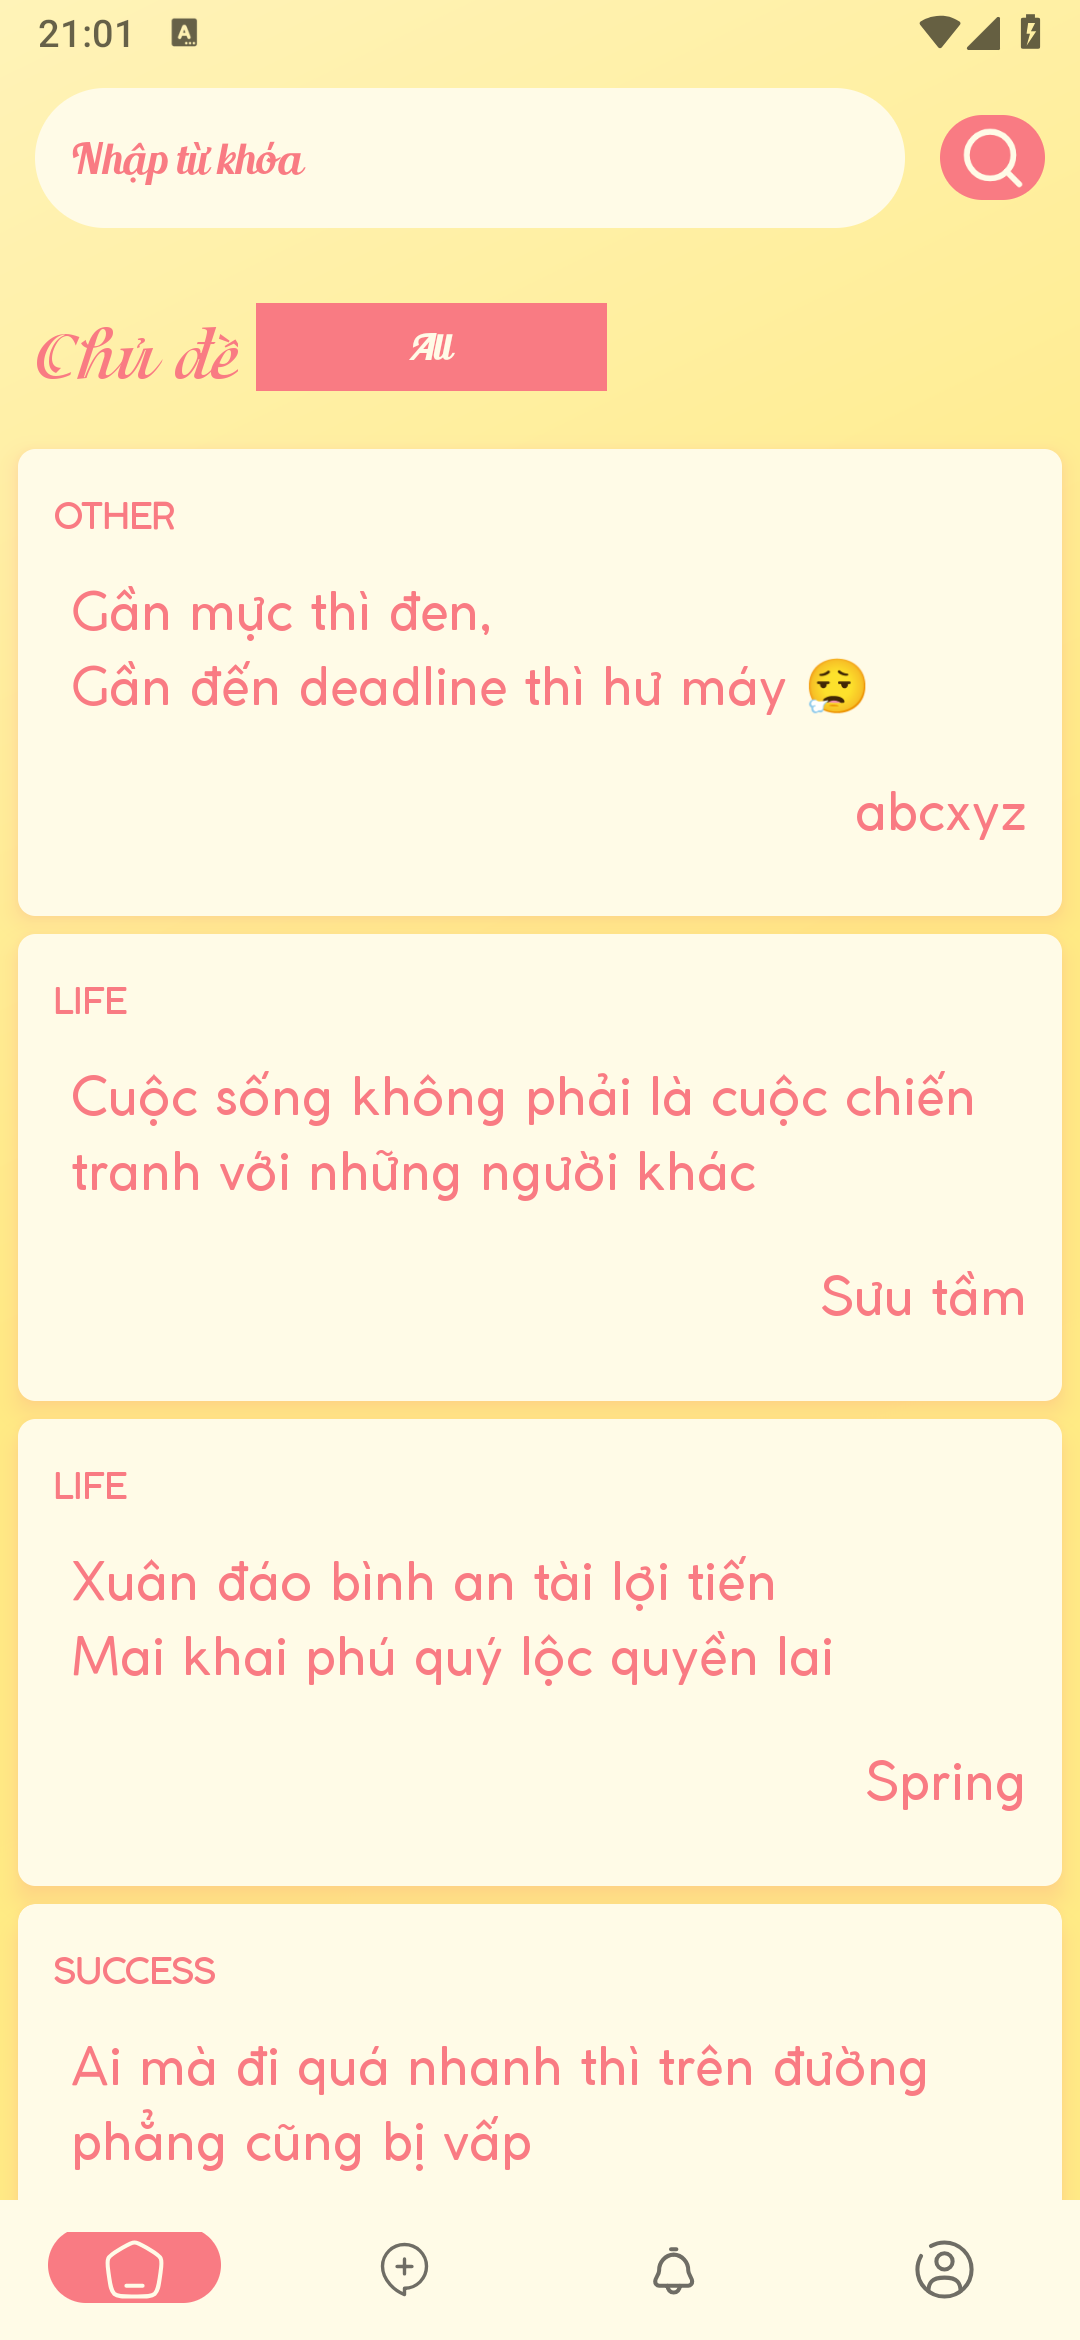 21:01
Nhập từ khóa
Chủ đề
All
OTHER
Gần mực thì đen,
Gần đến deadline thì hư máy 😮‍💨
abcxyz
LIFE
Cuộc sống không phải là cuộc chiến
tranh với những người khác
Sưu tầm
LIFE
Xuân đáo bình an tài lợi tiến
Mai khai phú quý lộc quyền lai
Spring
SUCCESS
Ai mà đi quá nhanh thì trên đường
phẳng cũng bị vấp